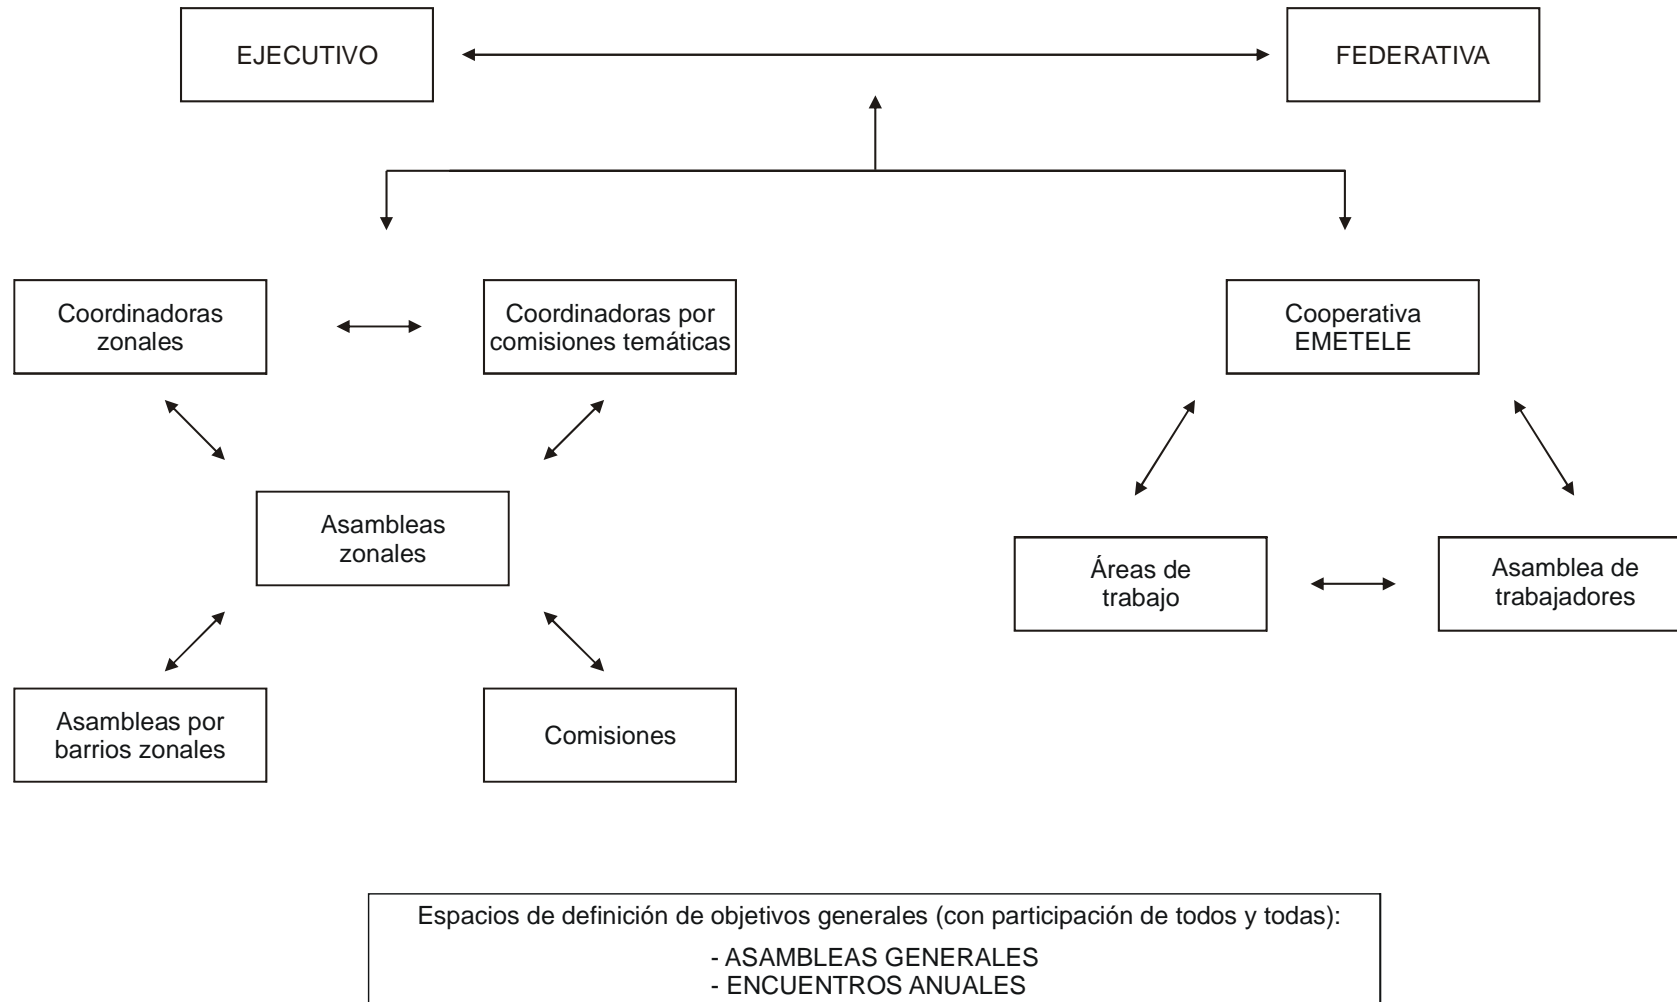 EJECUTIVO
FEDERATIVA
Coordinadoras
zonales
Coordinadoras por
comisiones temáticas
Cooperativa
EMETELE
Asambleas
zonales
Áreas de
trabajo
Asamblea de
trabajadores
Asambleas por
barrios zonales
Comisiones
Espacios de definición de objetivos generales (con participación de todos y todas):
- ASAMBLEAS GENERALES
- ENCUENTROS ANUALES